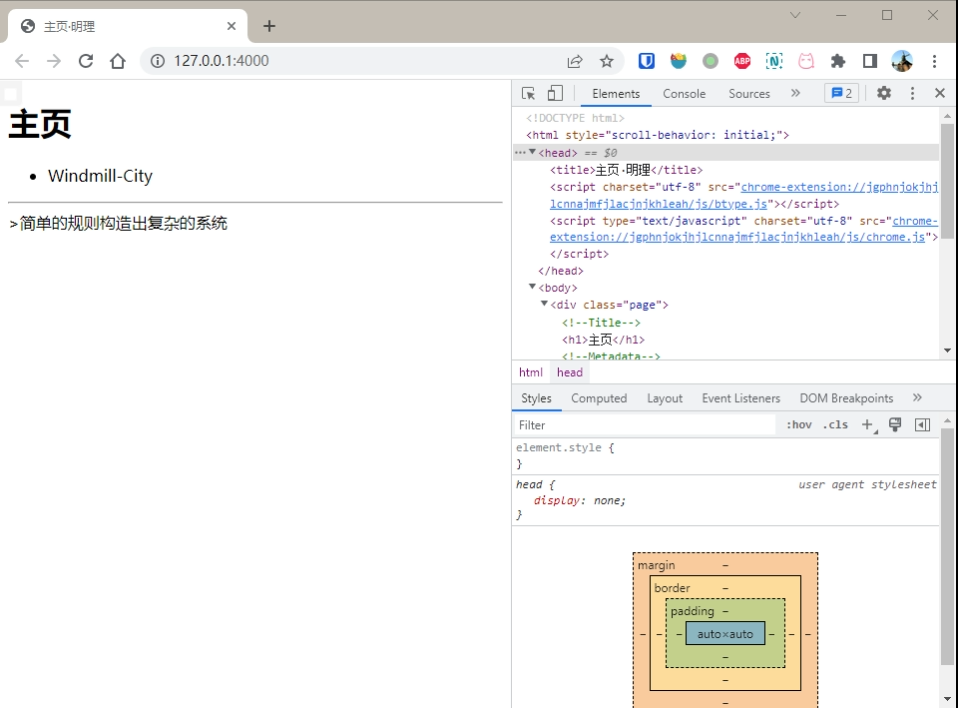 主页·明理
127.0.0.1:4000
ABP
N
主页
Windmill-City
>简单的规则构造出复杂的系统
Elements Console Sources » 2
<!DOCTYPE html>
<html style="scroll-behavior: initial;">
<head> == $0
<title>主页·明理</title>
<script charset="utf-8" src="chrome-extension://jgphnjokjhj
lcnnajmfjlacjnjkhleah/js/btype.js"></script>
<script type="text/javascript" charset="utf-8" src="chrome-
extension://jgphnjokjhjlcnnajmfjlacjnjkhleah/js/chrome.js">
</script>
</head>
<body>
<div class="page">
<!--Title-->
<h1>主页</h1>
<!--Metadata-->
html head
Styles Computed Layout Event Listeners DOM Breakpoints »
Filter :hov .cls +
element.style {
}
head { user agent stylesheet
display: none;
}
margin –
border –
padding –
– – – auto×auto – – –
–
–
–